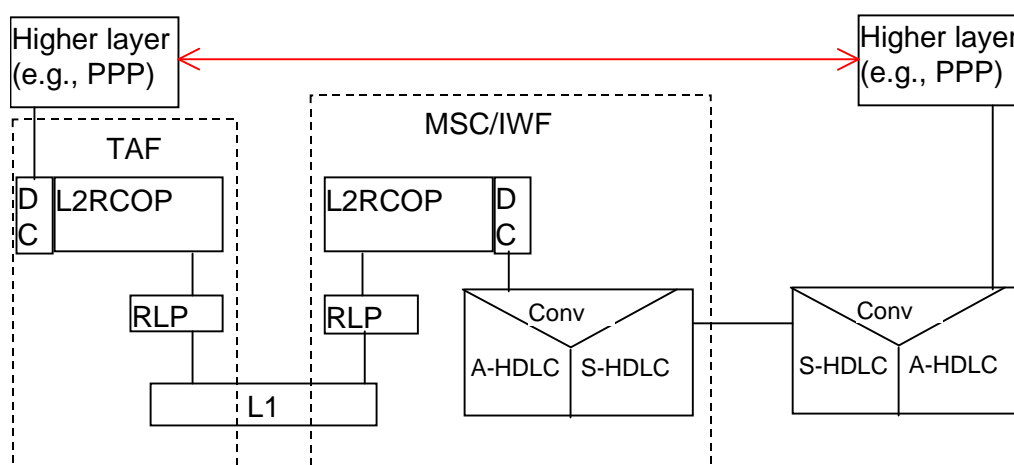 Higher layer
(e.g., PPP)
Higher layer
(e.g., PPP)
MSC/IWF
TAF
D
C
L2RCOP
L2RCOP
D
C
RLP
RLP
Conv
A-HDLC
S-HDLC
Conv
S-HDLC
A-HDLC
L1